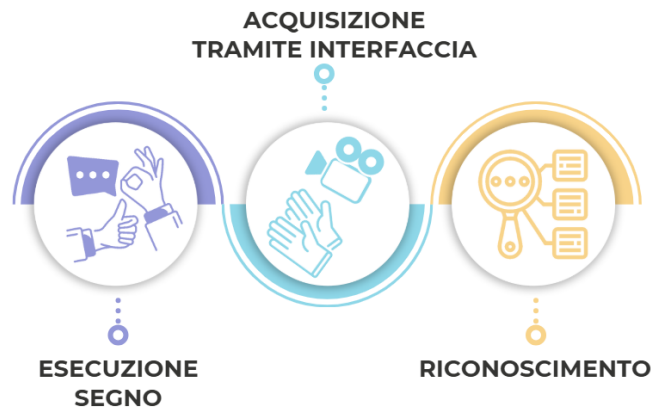 ACQUISIZIONE
TRAMITE INTERFACCIA
ESECUZIONE
SEGNO
RICONOSCIMENTO